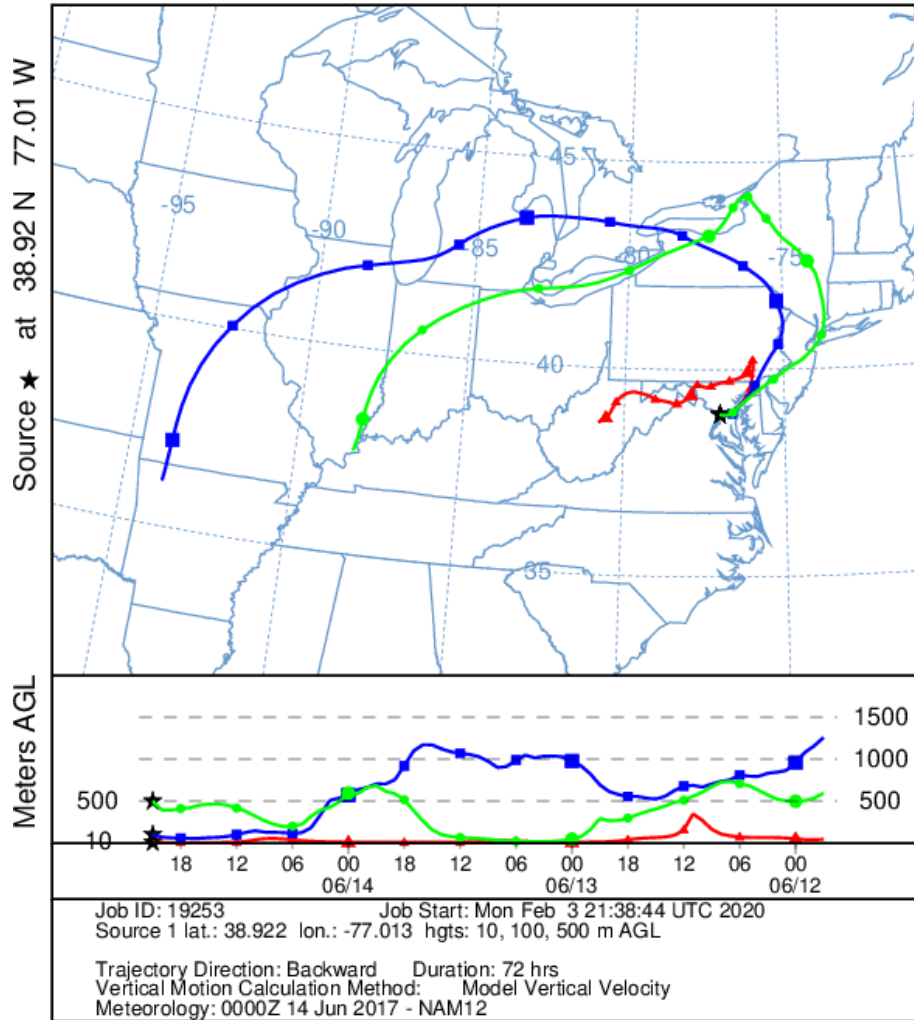 Source ★ at 38.92 N 77.01 W
45
-95
-90
-85
-80
-75
40
35
Meters AGL
1500
1000
500
500
10
18 12 06 00 18 12 06 00 18 12 06 00
06/14 06/13 06/12
Job ID: 19253 Job Start: Mon Feb 3 21:38:44 UTC 2020
Source 1 lat.: 38.922 lon.: -77.013 hgts: 10, 100, 500 m AGL
Trajectory Direction: Backward Duration: 72 hrs
Vertical Motion Calculation Method: Model Vertical Velocity
Meteorology: 0000Z 14 Jun 2017 - NAM12